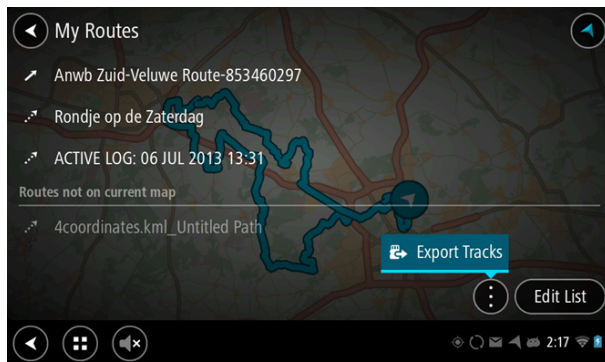 My Routes
Anwb Zuid-Veluwe Route-853460297
Rondje op de Zaterdag
ACTIVE LOG: 06 JUL 2013 13:31
Routes not on current map
4coordinates.kml_Untitled Path
Export Tracks
Edit List
2:17